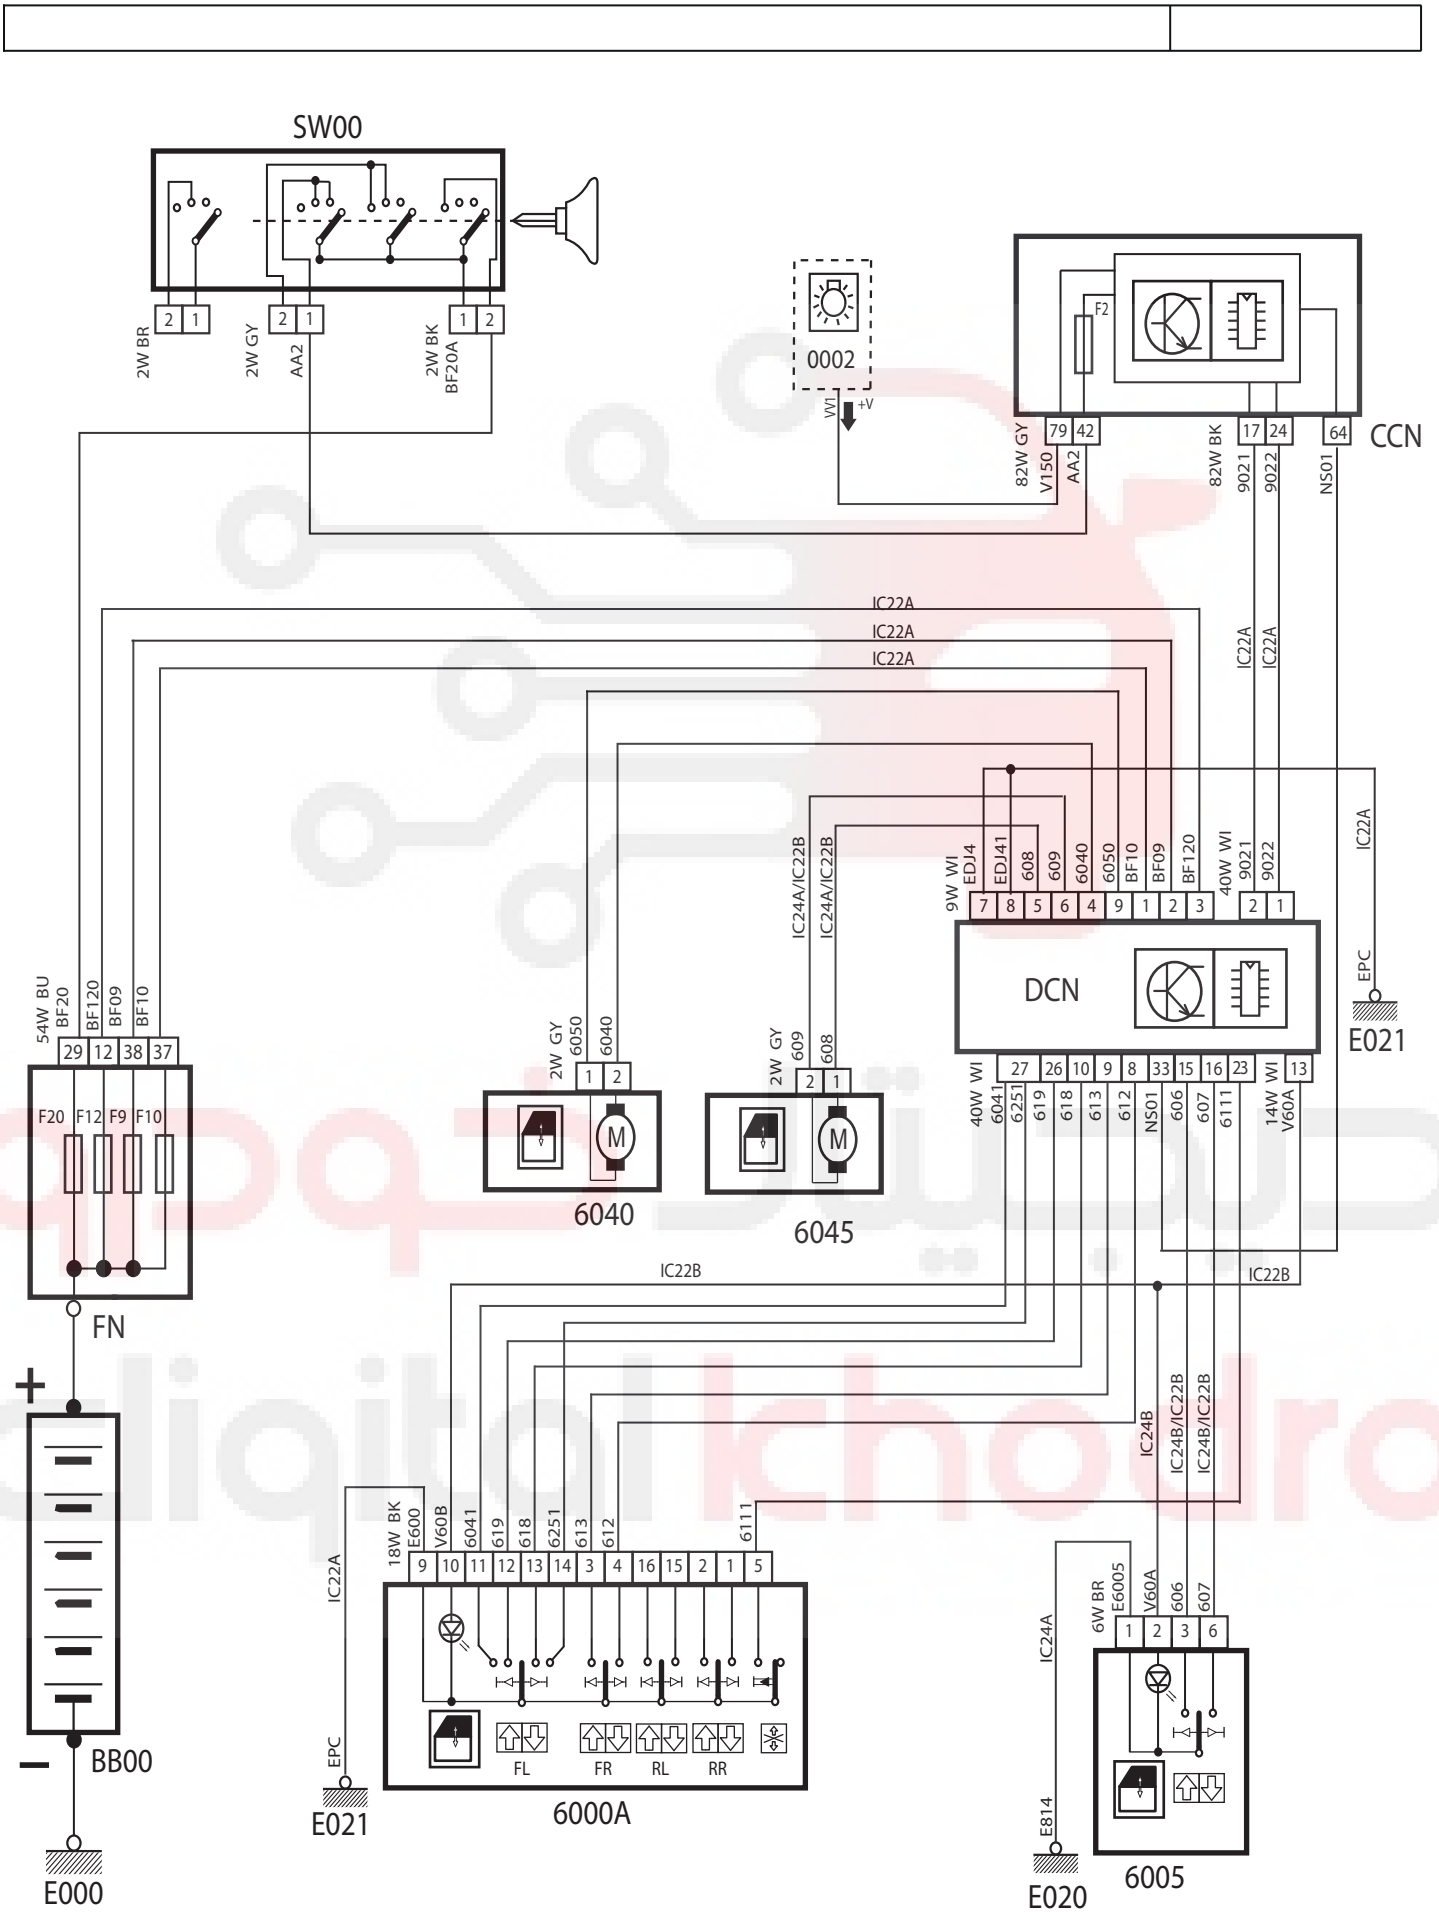 SW00
2 1 2 1 1 2
2W BR
2W GY
AA2
2W BK
BF20A
0002
VV1
+V
F2
79 42 17 24 64
CCN
82W GY
V150
AA2
82W BK
9021
9022
NS01
IC22A
IC22A
IC22A
IC22A
IC22A
IC22A
9W WI
EDJ4
EDJ41
608
609
6040
6050
BF10
BF09
BF120
40W WI
9021
9022
7 8 5 6 4 9 1 2 3 2 1
DCN
EPC
E021
IC24A/IC22B
IC24A/IC22B
54W BU
BF20
BF120
BF09
BF10
29 12 38 37
F20 F12 F9 F10
FN
2W GY
6050
6040
1 2
M
6040
2W GY
609
608
2 1
M
6045
27 26 10 9 8 33 15 16 23 13
40W WI
6041
6251
619
618
613
612
NS01
606
607
6111
14W WI
V60A
IC22B
IC22B
+
−
BB00
E000
IC24B
IC24B/IC22B
IC24B/IC22B
18W BK
E600
V60B
6041
619
618
6251
613
612
6111
9 10 11 12 13 14 3 4 16 15 2 1 5
IC22A
EPC
E021
FL FR RL RR
6000A
6W BR
E6005
V60A
606
607
1 2 3 6
IC24A
E814
E020
6005
دیجیتال خودرو
digital khodro